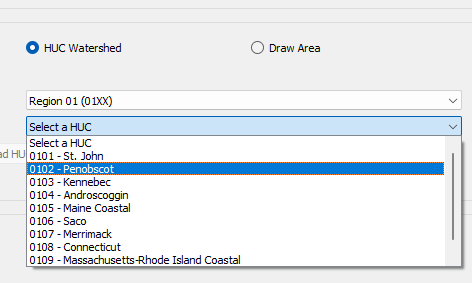 HUC Watershed
Draw Area
Region 01 (01XX)
Select a HUC
ad HU
Select a HUC
0101 - St. John
0102 - Penobscot
0103 - Kennebec
0104 - Androscoggin
0105 - Maine Coastal
0106 - Saco
0107 - Merrimack
0108 - Connecticut
0109 - Massachusetts-Rhode Island Coastal